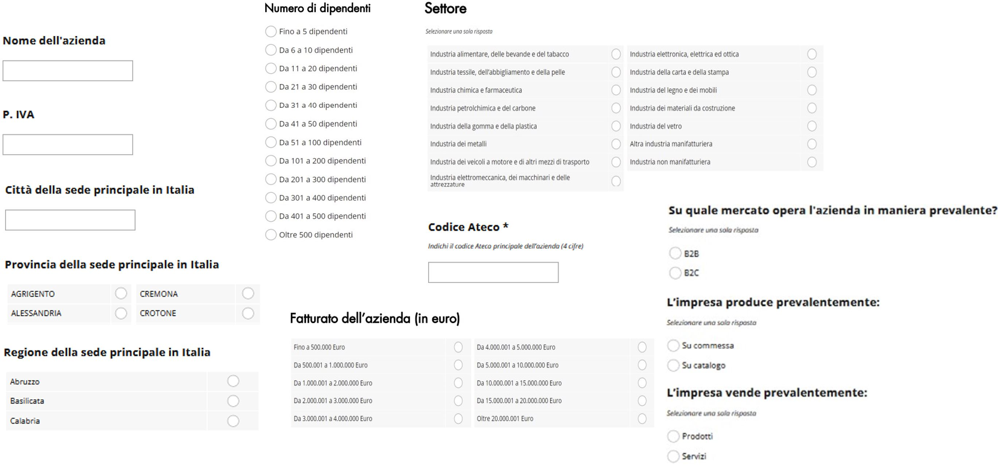 Nome dell'azienda
P. IVA
Città della sede principale in Italia
Provincia della sede principale in Italia
AGRIGENTO CREMONA
ALESSANDRIA CROTONE
Regione della sede principale in Italia
Abruzzo
Basilicata
Calabria
Numero di dipendenti
Fino a 5 dipendenti
Da 6 a 10 dipendenti
Da 11 a 20 dipendenti
Da 21 a 30 dipendenti
Da 31 a 40 dipendenti
Da 41 a 50 dipendenti
Da 51 a 100 dipendenti
Da 101 a 200 dipendenti
Da 201 a 300 dipendenti
Da 301 a 400 dipendenti
Da 401 a 500 dipendenti
Oltre 500 dipendenti
Settore
Selezionare una sola risposta
Industria alimentare, delle bevande e del tabacco Industria elettronica, elettrica ed ottica
Industria tessile, dell'abbigliamento e della pelle Industria della carta e della stampa
Industria chimica e farmaceutica Industria del legno e dei mobili
Industria petrolchimica e del carbone Industria dei materiali da costruzione
Industria della gomma e della plastica Industria del vetro
Industria dei metalli Altra industria manifatturiera
Industria dei veicoli a motore e di altri mezzi di trasporto Industria non manifatturiera
Industria elettromeccanica, dei macchinari e delle
attrezzature
Codice Ateco *
Indichi il codice Ateco principale dell'azienda (4 cifre)
Fatturato dell'azienda (in euro)
Fino a 500.000 Euro Da 4.000.001 a 5.000.000 Euro
Da 500.001 a 1.000.000 Euro Da 5.000.001 a 10.000.000 Euro
Da 1.000.001 a 2.000.000 Euro Da 10.000.001 a 15.000.000 Euro
Da 2.000.001 a 3.000.000 Euro Da 15.000.001 a 20.000.000 Euro
Da 3.000.001 a 4.000.000 Euro Oltre 20.000.001 Euro
Su quale mercato opera l'azienda in maniera prevalente?
Selezionare una sola risposta
B2B
B2C
L'impresa produce prevalentemente:
Selezionare una sola risposta
Su commessa
Su catalogo
L'impresa vende prevalentemente:
Selezionare una sola risposta
Prodotti
Servizi